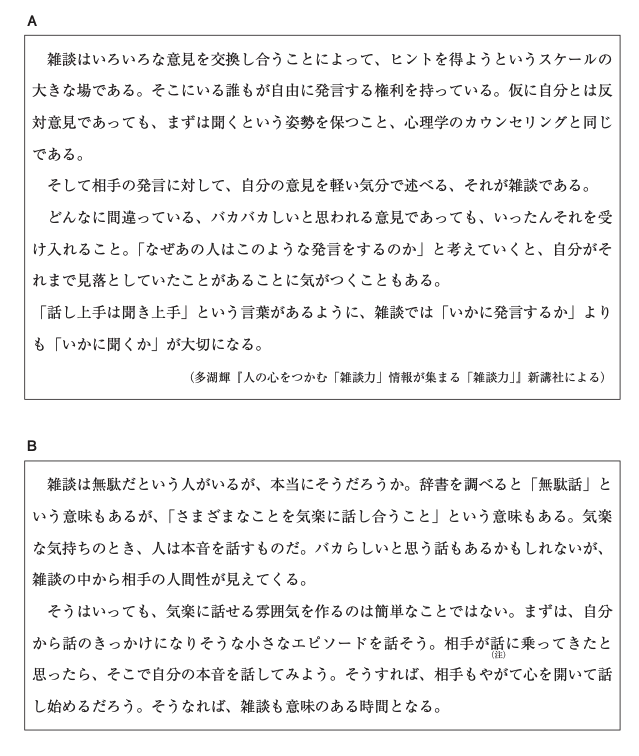 A
雑談はいろいろな意見を交換し合うことによって、ヒントを得ようというスケールの
大きな場である。そこにいる誰もが自由に発言する権利を持っている。仮に自分とは反
対意見であっても、まずは聞くという姿勢を保つこと、心理学のカウンセリングと同じ
である。
そして相手の発言に対して、自分の意見を軽い気分で述べる、それが雑談である。
どんなに間違っている、バカバカしいと思われる意見であっても、いったんそれを受
け入れること。「なぜあの人はこのような発言をするのか」と考えていくと、自分がそ
れまで見落としていたことがあることに気がつくこともある。
「話し上手は聞き上手」という言葉があるように、雑談では「いかに発言するか」より
も「いかに聞くか」が大切になる。
（多湖輝『人の心をつかむ「雑談力」情報が集まる「雑談力」』新講社による）
B
雑談は無駄だという人がいるが、本当にそうだろうか。辞書を調べると「無駄話」と
いう意味もあるが、「さまざまなことを気楽に話し合うこと」という意味もある。気楽
な気持ちのとき、人は本音を話すものだ。バカらしいと思う話もあるかもしれないが、
雑談の中から相手の人間性が見えてくる。
そうはいっても、気楽に話せる雰囲気を作るのは簡単なことではない。まずは、自分
から話のきっかけになりそうな小さなエピソードを話そう。相手が話に乗ってきたと
（注）
思ったら、そこで自分の本音を話してみよう。そうすれば、相手もやがて心を開いて話
し始めるだろう。そうなれば、雑談も意味のある時間となる。